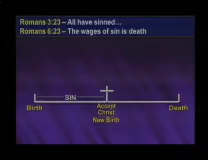 Romans 3:23 – All have sinned...
Romans 6:23 – The wages of sin is death
SIN
Birth
Accept
Christ
New Birth
Death